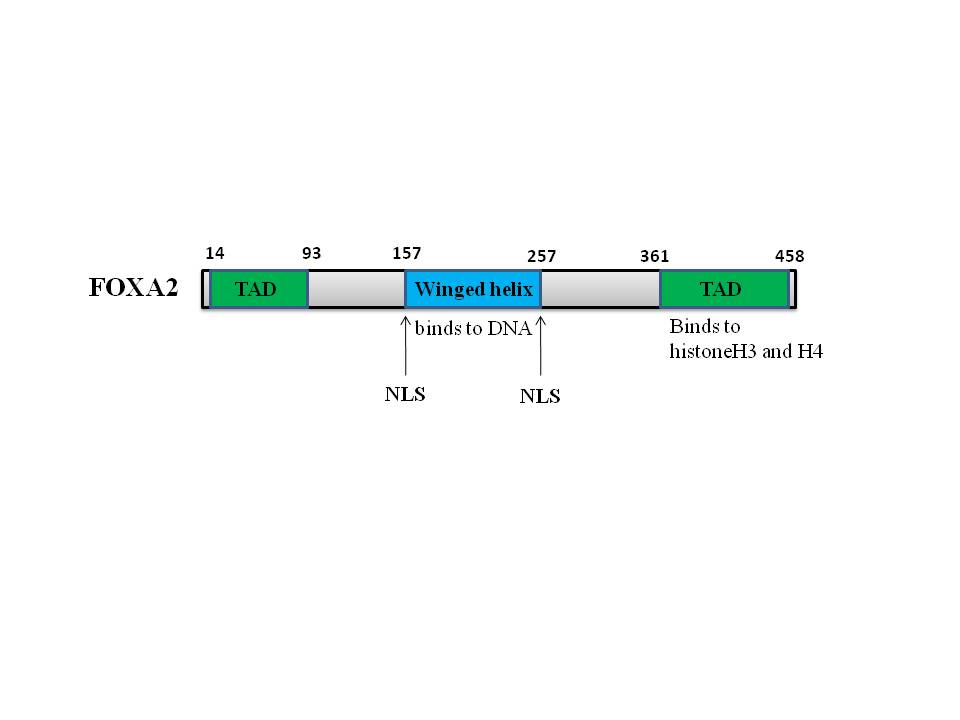 14 93 157 257 361 458
FOXA2 TAD Winged helix TAD
binds to DNA
Binds to
histoneH3 and H4
NLS NLS